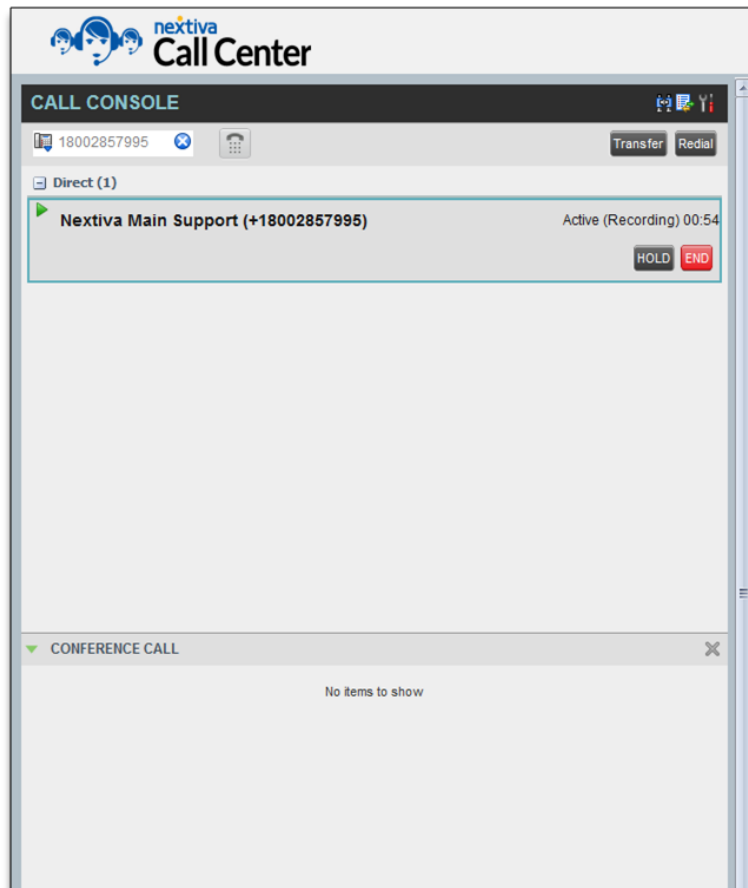 nextiva
Call Center
CALL CONSOLE
18002857995
Transfer
Redial
Direct (1)
Nextiva Main Support (+18002857995)
Active (Recording) 00:54
HOLD
END
CONFERENCE CALL
No items to show